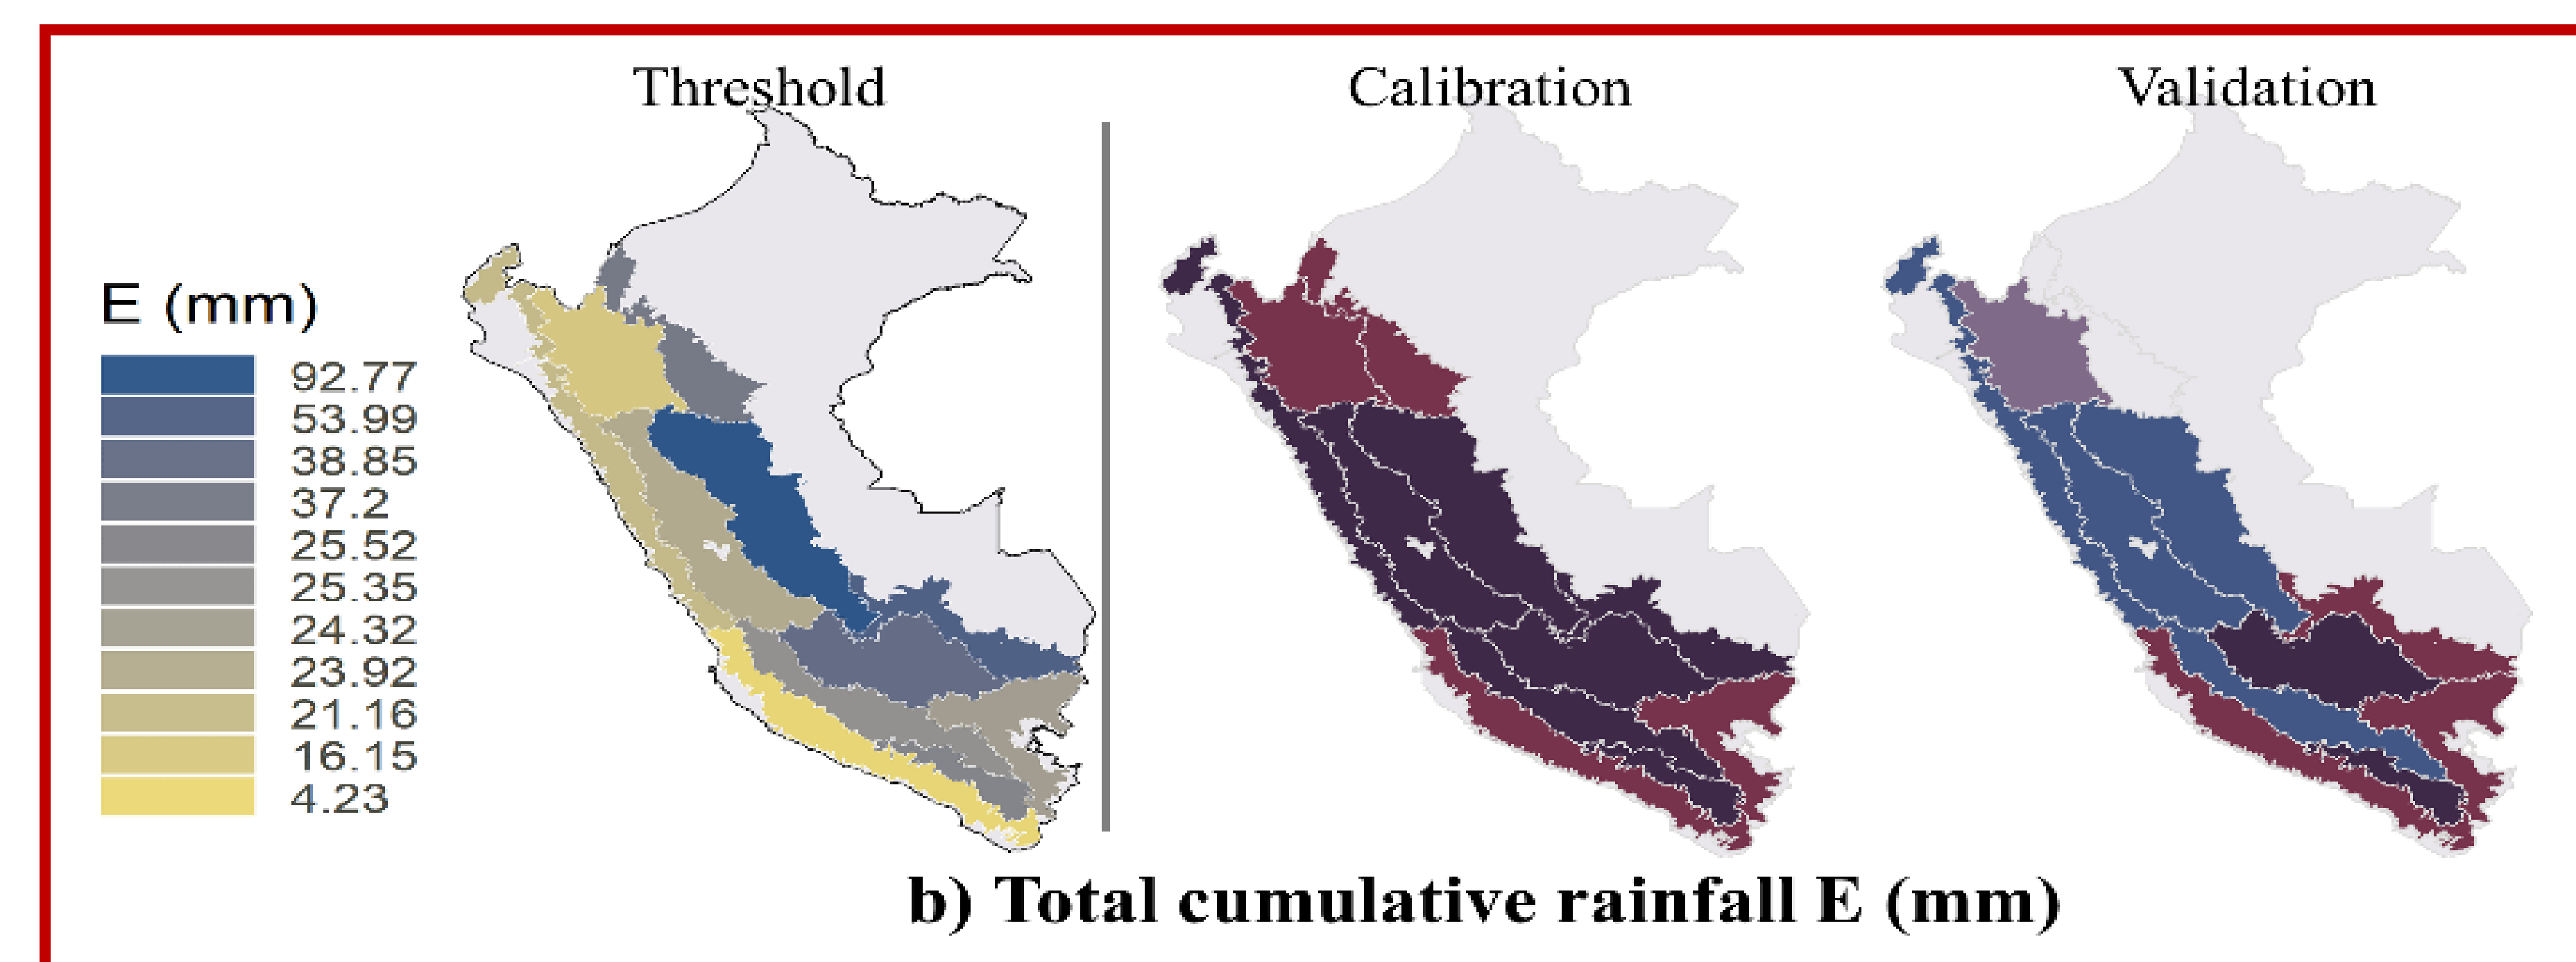 Threshold
Calibration
Validation
E (mm)
92.77
53.99
38.85
37.2
25.52
25.35
24.32
23.92
21.16
16.15
4.23
b) Total cumulative rainfall E (mm)